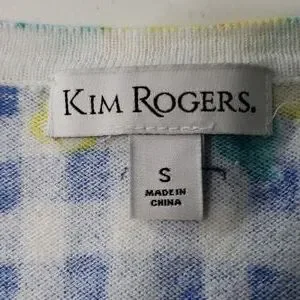 KIM ROGERS.
S
MADE IN
CHINA